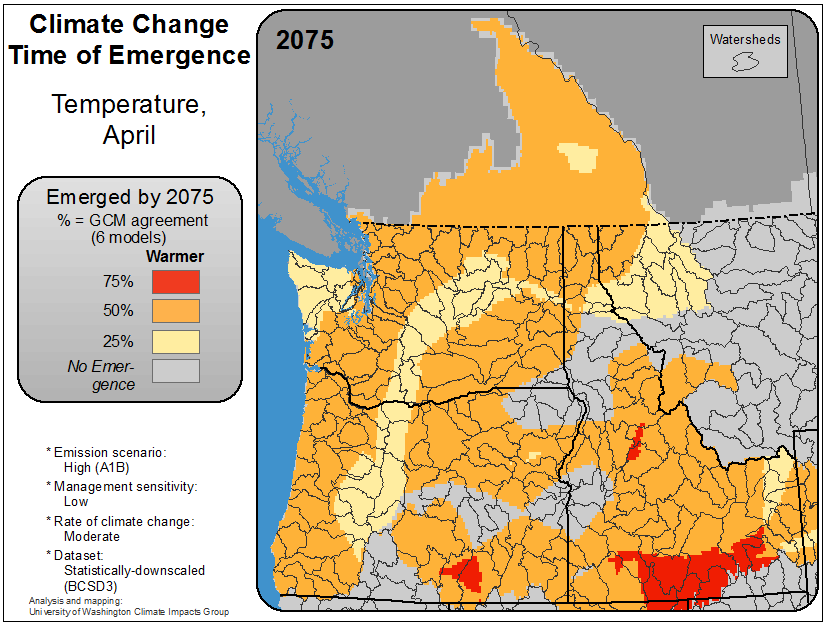 Climate Change
Time of Emergence
Temperature,
April
Emerged by 2075
% = GCM agreement
(6 models)
Warmer
75%
50%
25%
No Emer-
gence
* Emission scenario:
High (A1B)
* Management sensitivity:
Low
* Rate of climate change:
Moderate
* Dataset:
Statistically-downscaled
(BCSD3)
Analysis and mapping:
University of Washington Climate Impacts Group
2075
Watersheds